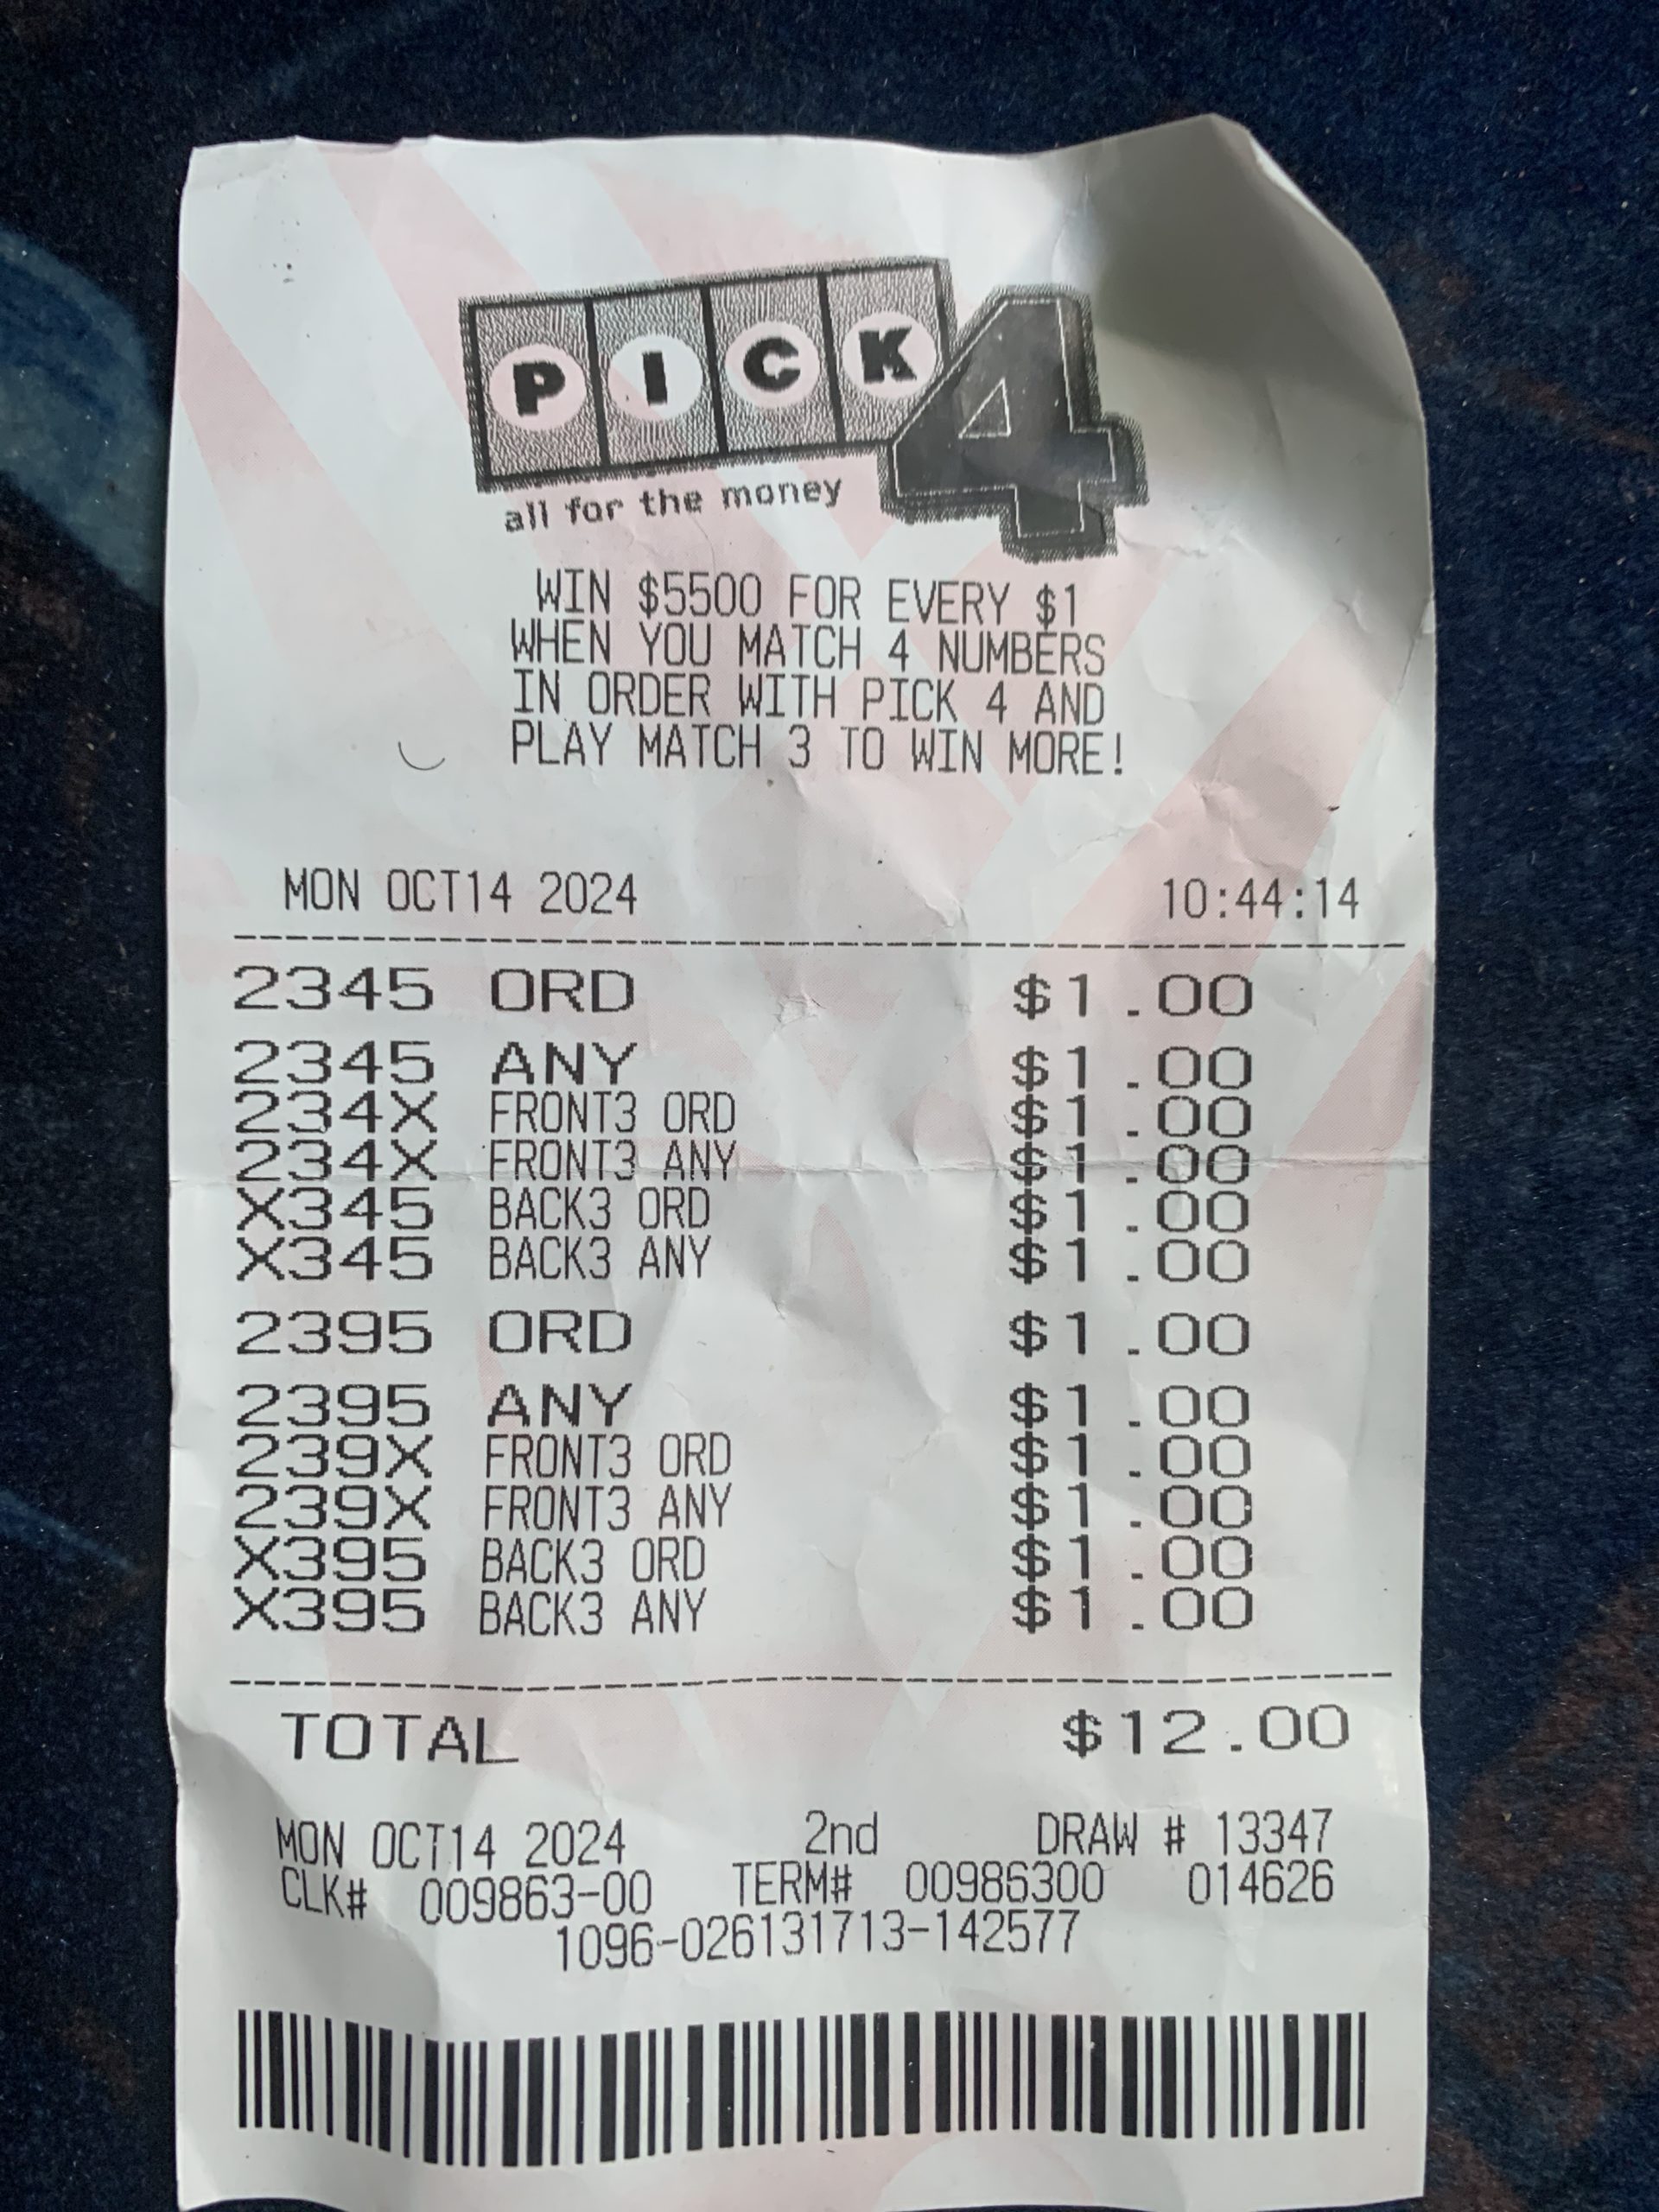 PICK 4
all for the money
WIN $5500 FOR EVERY $1
WHEN YOU MATCH 4 NUMBERS
IN ORDER WITH PICK 4 AND
PLAY MATCH 3 TO WIN MORE!
MON OCT14 2024 10:44:14
2345 ORD $1.00
2345 ANY $1.00
234X FRONT3 ORD $1.00
234X FRONT3 ANY $1.00
X345 BACK3 ORD $1.00
X345 BACK3 ANY $1.00
2395 ORD $1.00
2395 ANY $1.00
239X FRONT3 ORD $1.00
239X FRONT3 ANY $1.00
X395 BACK3 ORD $1.00
X395 BACK3 ANY $1.00
TOTAL $12.00
MON OCT14 2024 2nd DRAW # 13347
CLK# 009863-00 TERM# 00986300 014626
1096-026131713-142577